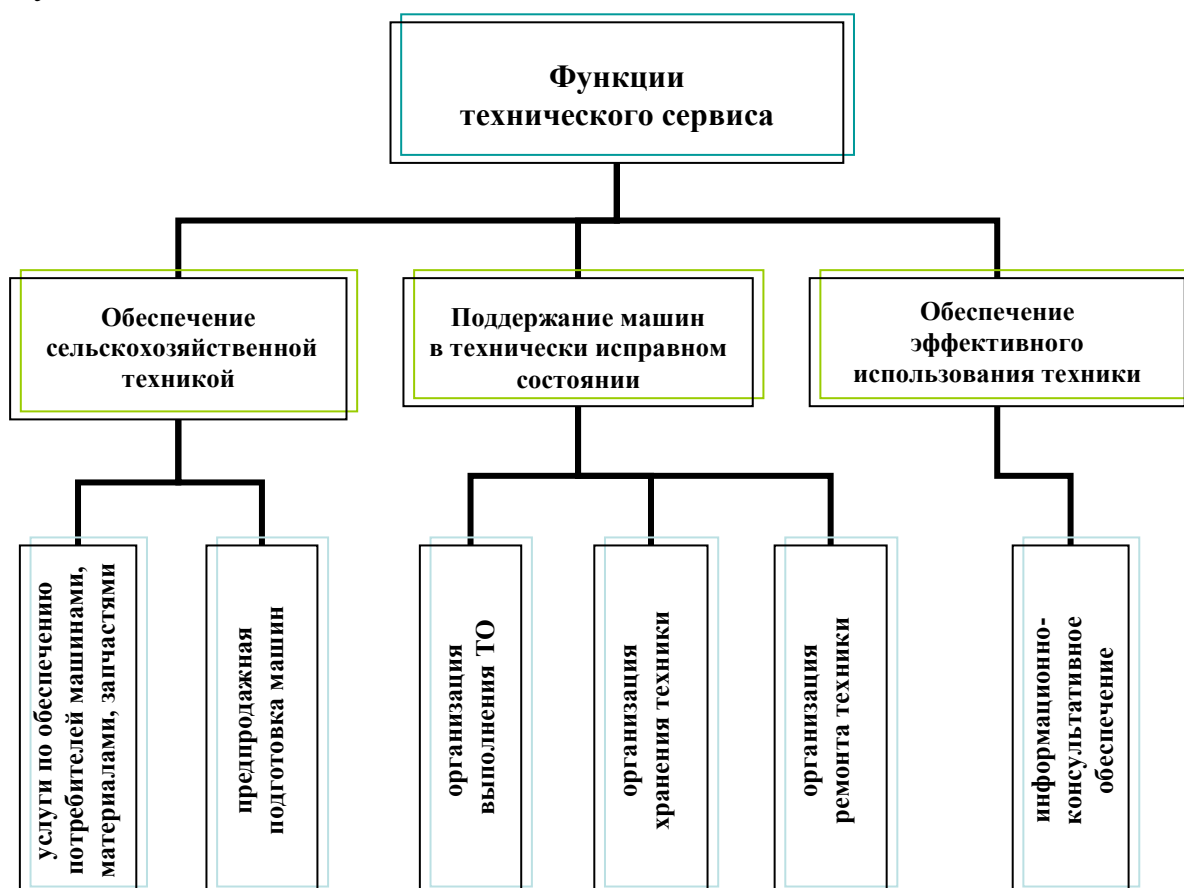 Функции
технического сервиса
Обеспечение
сельскохозяйственной
техникой
Поддержание машин
в технически исправном
состоянии
Обеспечение
эффективного
использования техники
услуги по обеспечению
потребителей машинами,
материалами, запчастями
предпродажная
подготовка машин
организация
выполнения ТО
организация
хранения техники
организация
ремонта техники
информационно-
консультативное
обеспечение